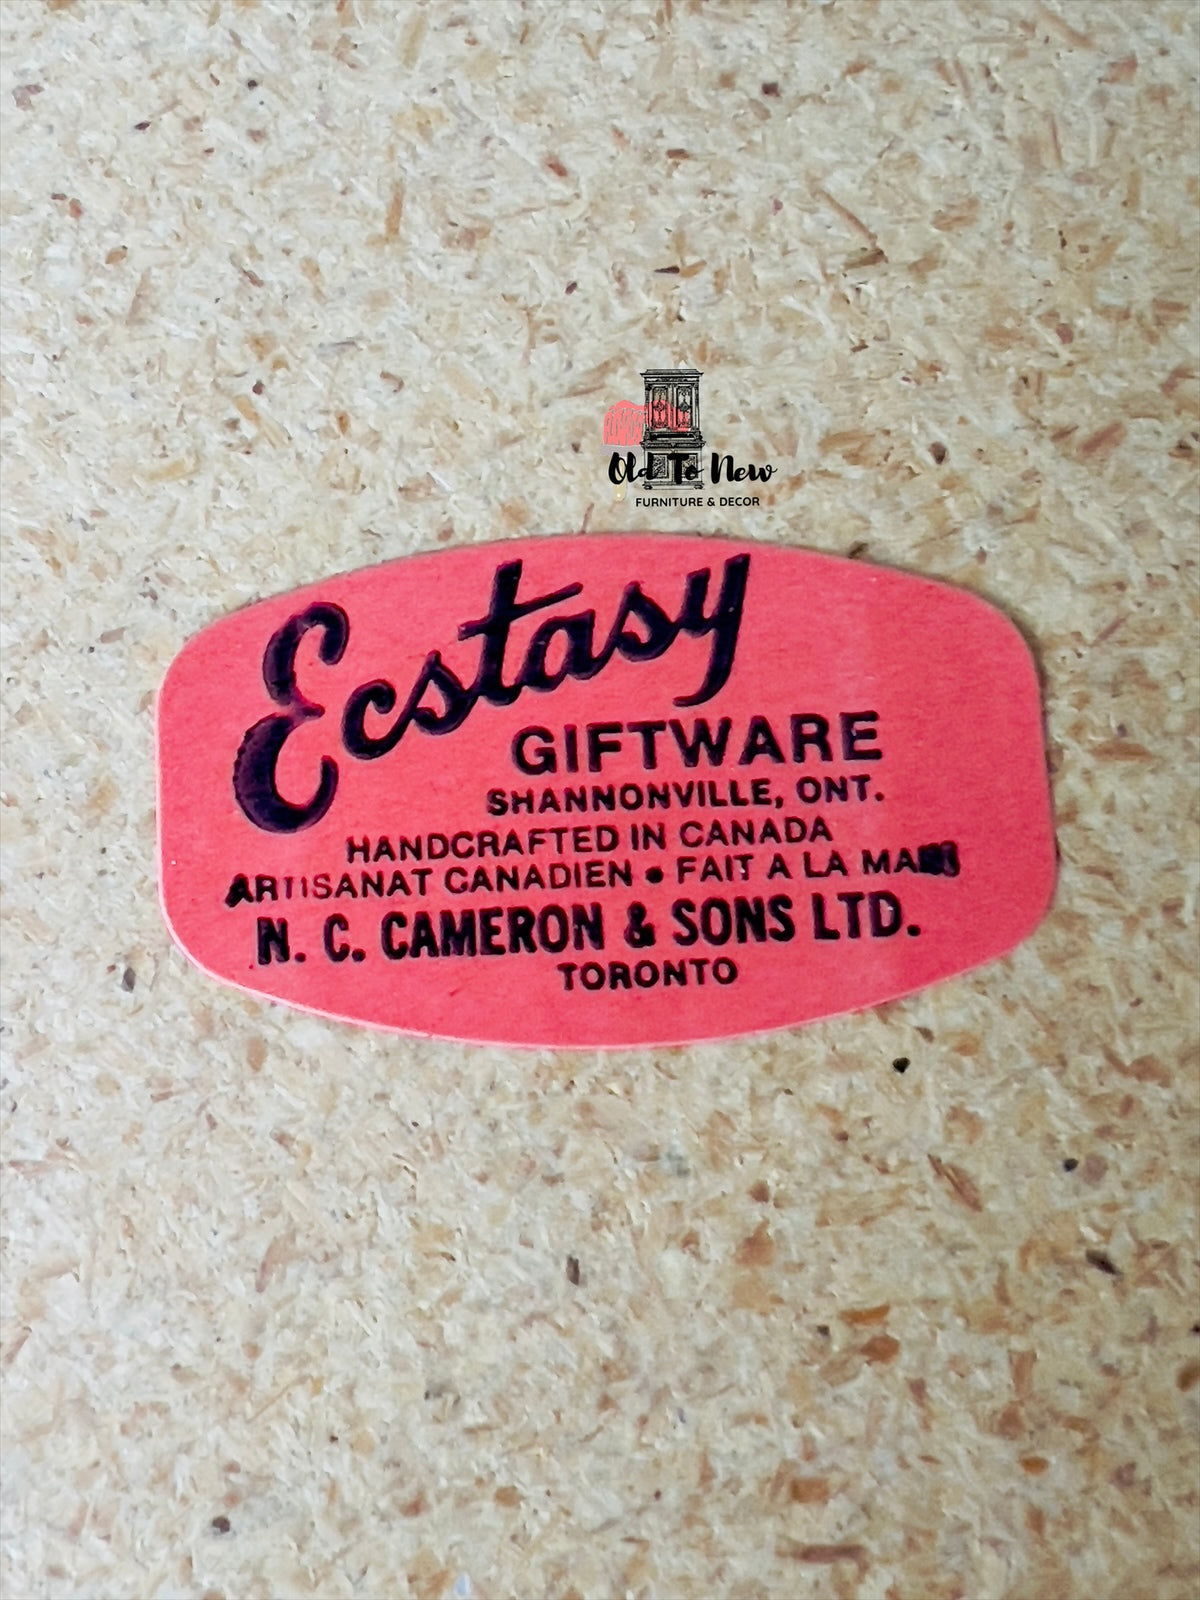 Old To New
FURNITURE & DECOR
Ecstasy
GIFTWARE
SHANNONVILLE, ONT.
HANDCRAFTED IN CANADA
ARTISANAT CANADIEN • FAIT A LA MAIN
N. C. CAMERON & SONS LTD.
TORONTO